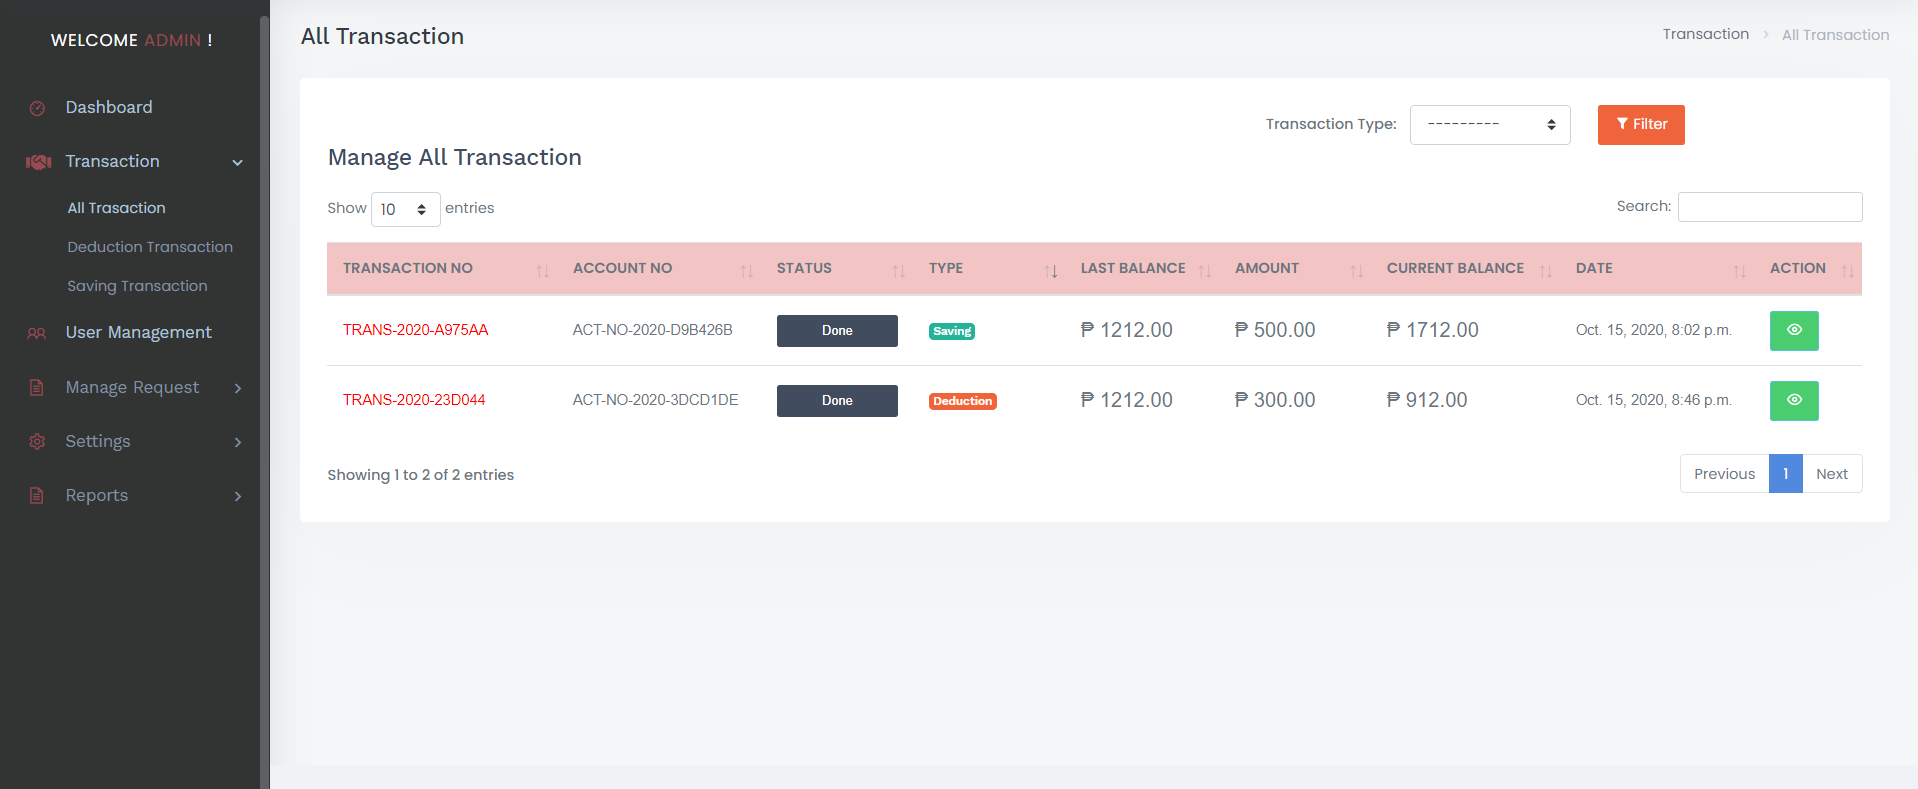 WELCOME ADMIN !
Dashboard
Transaction
All Trasaction
Deduction Transaction
Saving Transaction
User Management
Manage Request
Settings
Reports
All Transaction
Transaction > All Transaction
Transaction Type: --------- Filter
Manage All Transaction
Show 10 entries
Search:
TRANSACTION NO ACCOUNT NO STATUS TYPE LAST BALANCE AMOUNT CURRENT BALANCE DATE ACTION
TRANS-2020-A975AA ACT-NO-2020-D9B426B Done Saving ₱ 1212.00 ₱ 500.00 ₱ 1712.00 Oct. 15, 2020, 8:02 p.m.
TRANS-2020-23D044 ACT-NO-2020-3DCD1DE Done Deduction ₱ 1212.00 ₱ 300.00 ₱ 912.00 Oct. 15, 2020, 8:46 p.m.
Showing 1 to 2 of 2 entries
Previous 1 Next